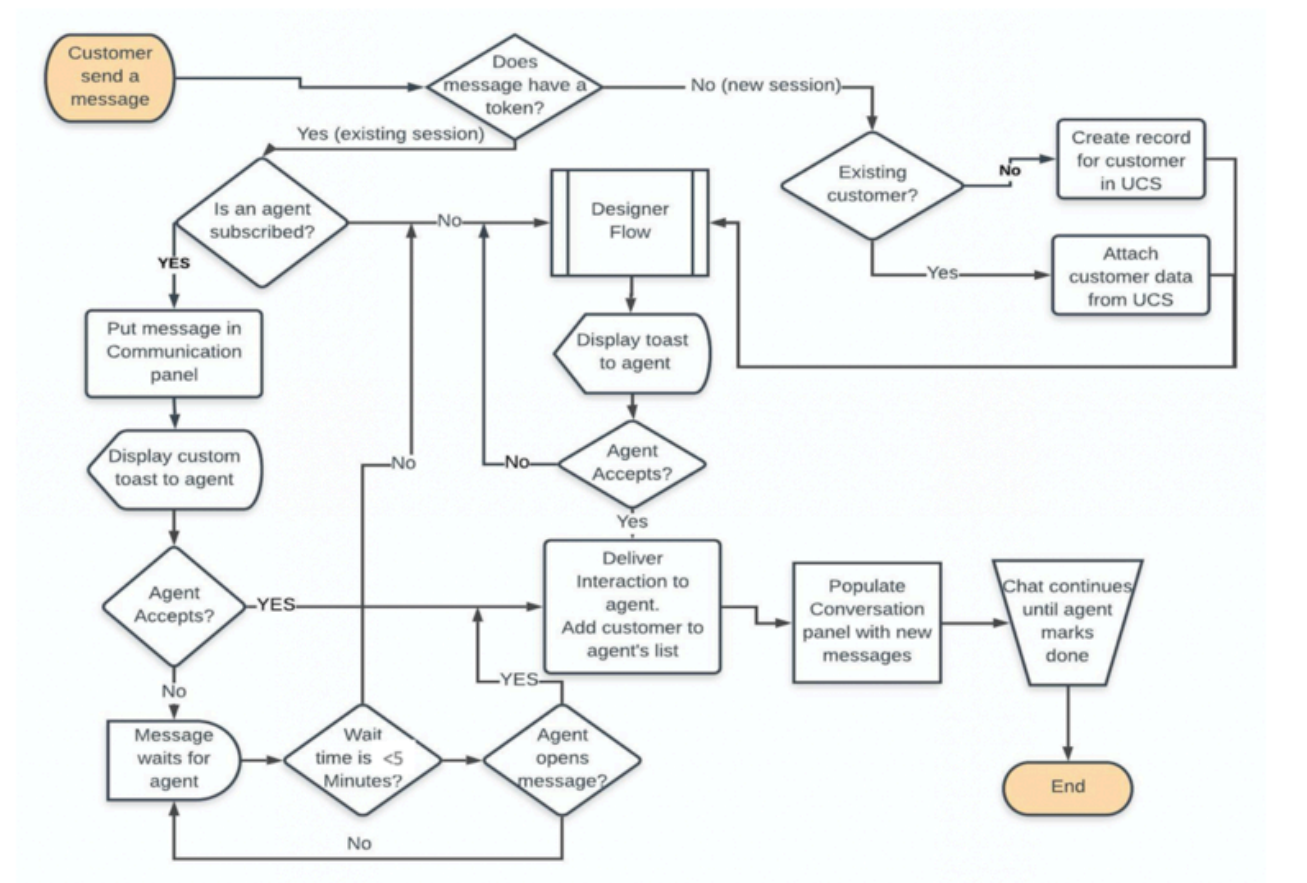 Customer
send a
message
Does
message have a
token?
No (new session)
Yes (existing session)
Existing
customer?
No
Create record
for customer
in UCS
Yes
Attach
customer data
from UCS
Is an agent
subscribed?
No
YES
Designer
Flow
Put message in
Communication
panel
Display toast
to agent
Display custom
toast to agent
No
No
Agent
Accepts?
Yes
Agent
Accepts?
YES
No
Deliver
Interaction to
agent.
Add customer to
agent's list
Populate
Conversation
panel with new
messages
Chat continues
until agent
marks
done
YES
Message
waits for
agent
Wait
time is <5
Minutes?
Agent
opens
message?
No
End